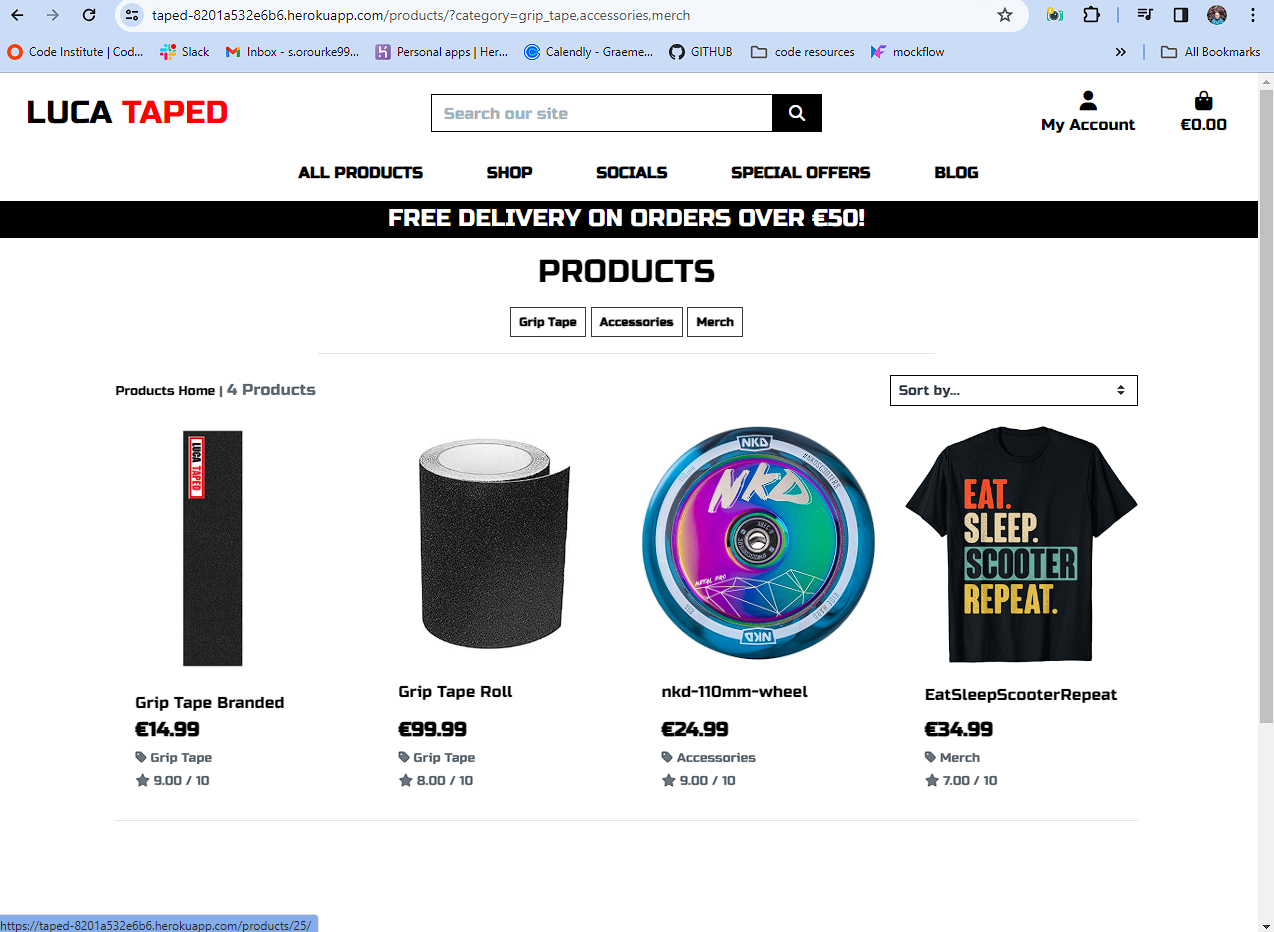 taped-8201a532e6b6.herokuapp.com/products/?category=grip_tape,accessories,merch
Code Institute | Cod... Slack Inbox - s.orourke99... Personal apps | Her... Calendly - Graeme... GITHUB code resources mockflow » All Bookmarks
LUCA TAPED
Search our site
My Account
€0.00
ALL PRODUCTS SHOP SOCIALS SPECIAL OFFERS BLOG
FREE DELIVERY ON ORDERS OVER €50!
PRODUCTS
Grip Tape Accessories Merch
Products Home | 4 Products
Sort by...
LUCA TAPED
NKD
#NKDSCOOTERS
NKD
METAL PRO
NKD
EAT.
SLEEP.
SCOOTER
REPEAT.
Grip Tape Branded
€14.99
Grip Tape
9.00 / 10
Grip Tape Roll
€99.99
Grip Tape
8.00 / 10
nkd-110mm-wheel
€24.99
Accessories
9.00 / 10
EatSleepScooterRepeat
€34.99
Merch
7.00 / 10
https://taped-8201a532e6b6.herokuapp.com/products/25/